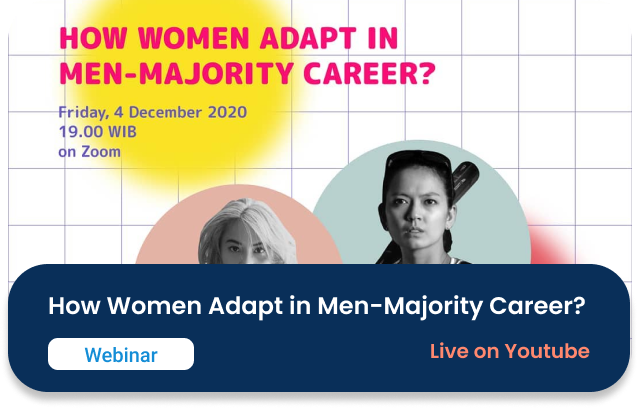 HOW WOMEN ADAPT IN
MEN-MAJORITY CAREER?
Friday, 4 December 2020
19.00 WIB
on Zoom
How Women Adapt in Men-Majority Career?
Webinar
Live on Youtube